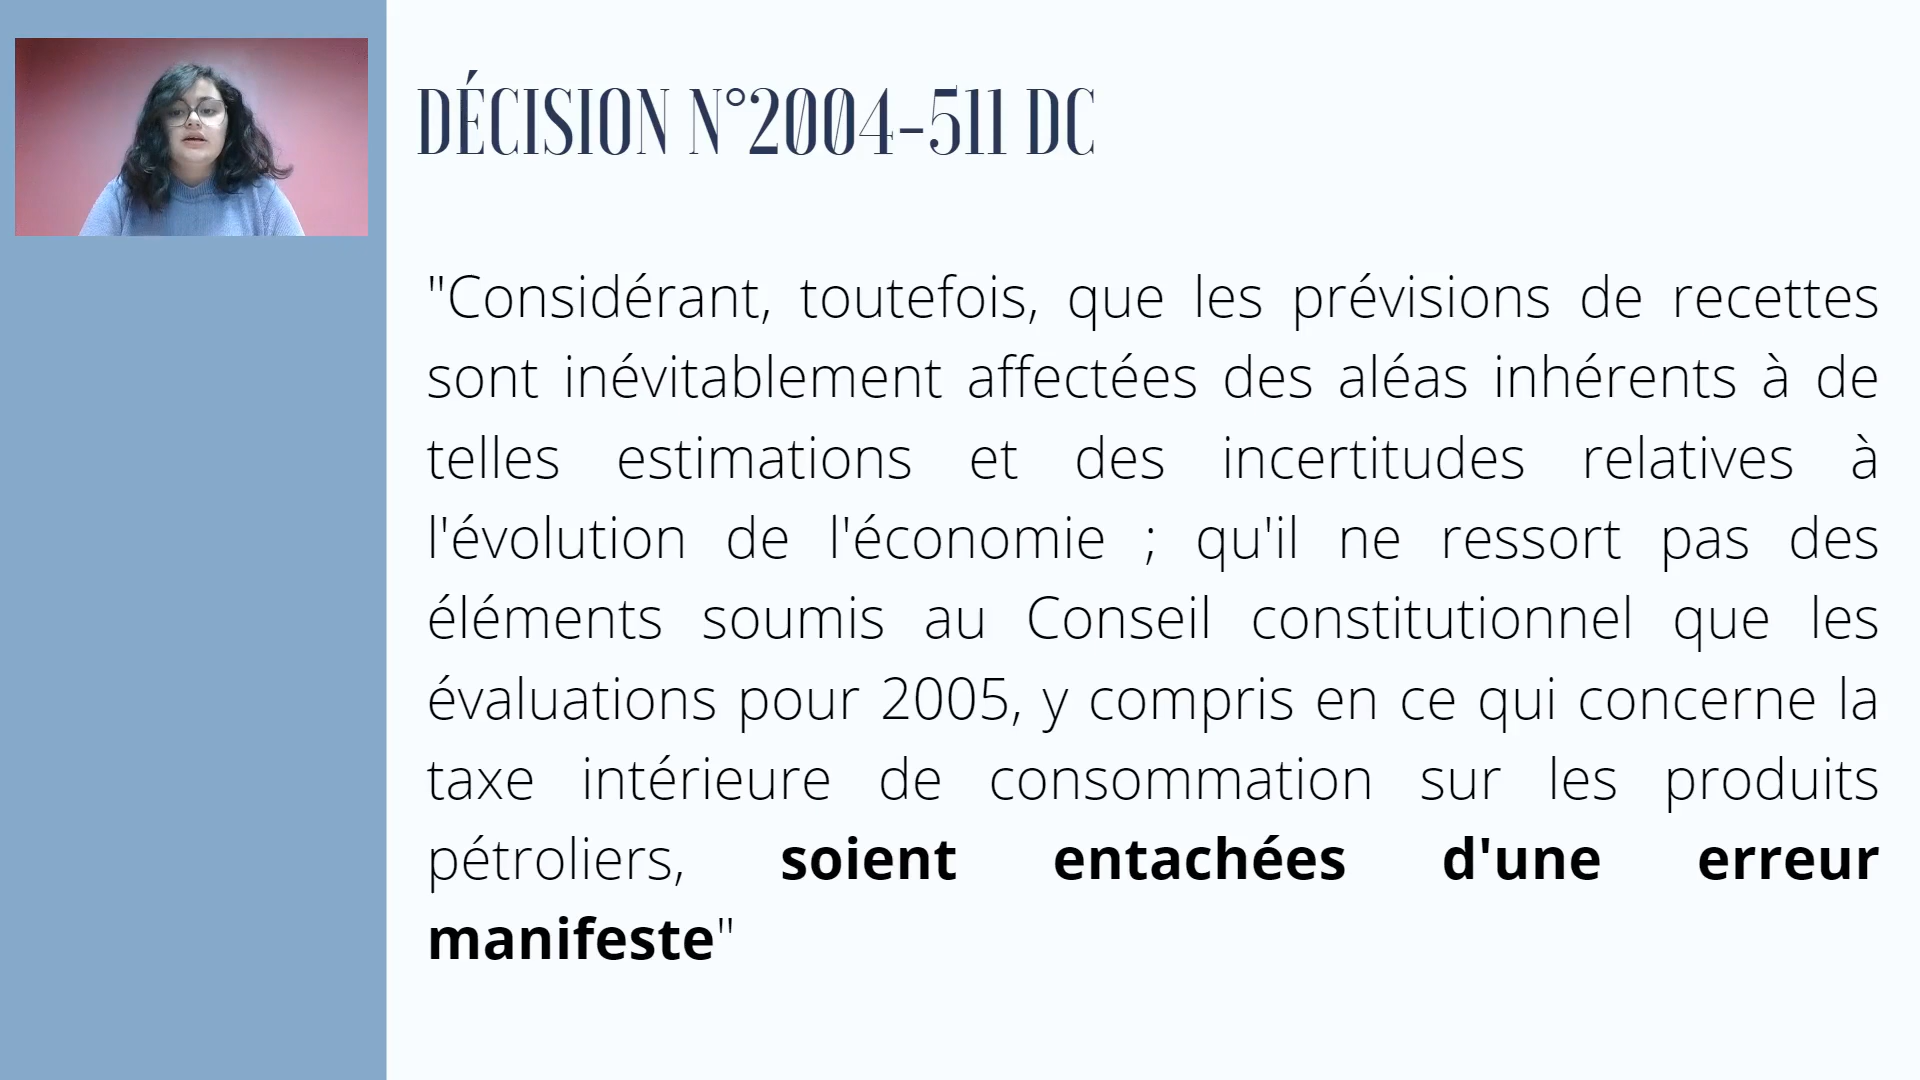 DÉCISION N°2004-511 DC
"Considérant, toutefois, que les prévisions de recettes
sont inévitablement affectées des aléas inhérents à de
telles estimations et des incertitudes relatives à
l'évolution de l'économie ; qu'il ne ressort pas des
éléments soumis au Conseil constitutionnel que les
évaluations pour 2005, y compris en ce qui concerne la
taxe intérieure de consommation sur les produits
pétroliers, soient entachées d'une erreur
manifeste"